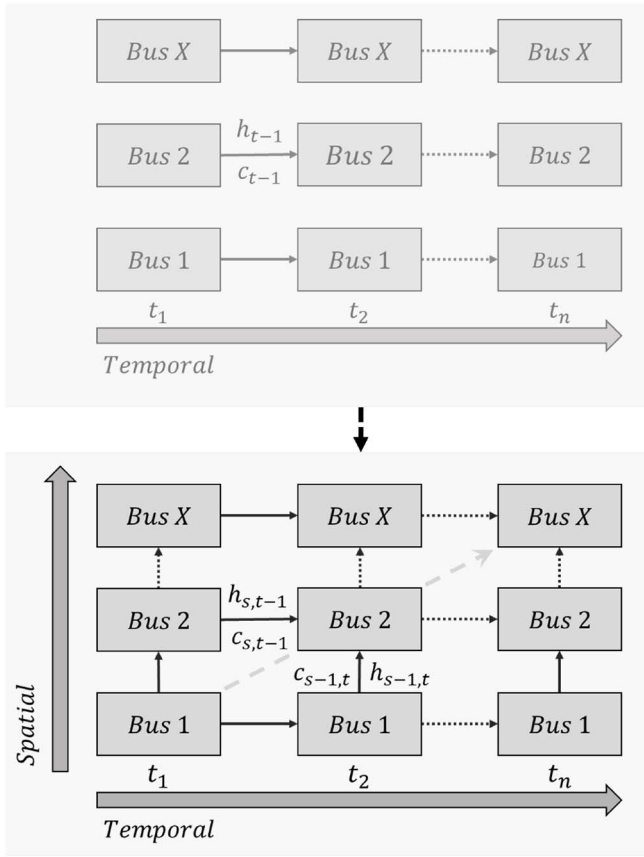 Bus X Bus X Bus X
h_{t-1}
Bus 2 Bus 2 Bus 2
c_{t-1}
Bus 1 Bus 1 Bus 1
t_1 t_2 t_n
Temporal
Bus X Bus X Bus X
h_{s,t-1}
Bus 2 Bus 2 Bus 2
c_{s,t-1}
c_{s-1,t} h_{s-1,t}
Bus 1 Bus 1 Bus 1
Spatial
t_1 t_2 t_n
Temporal